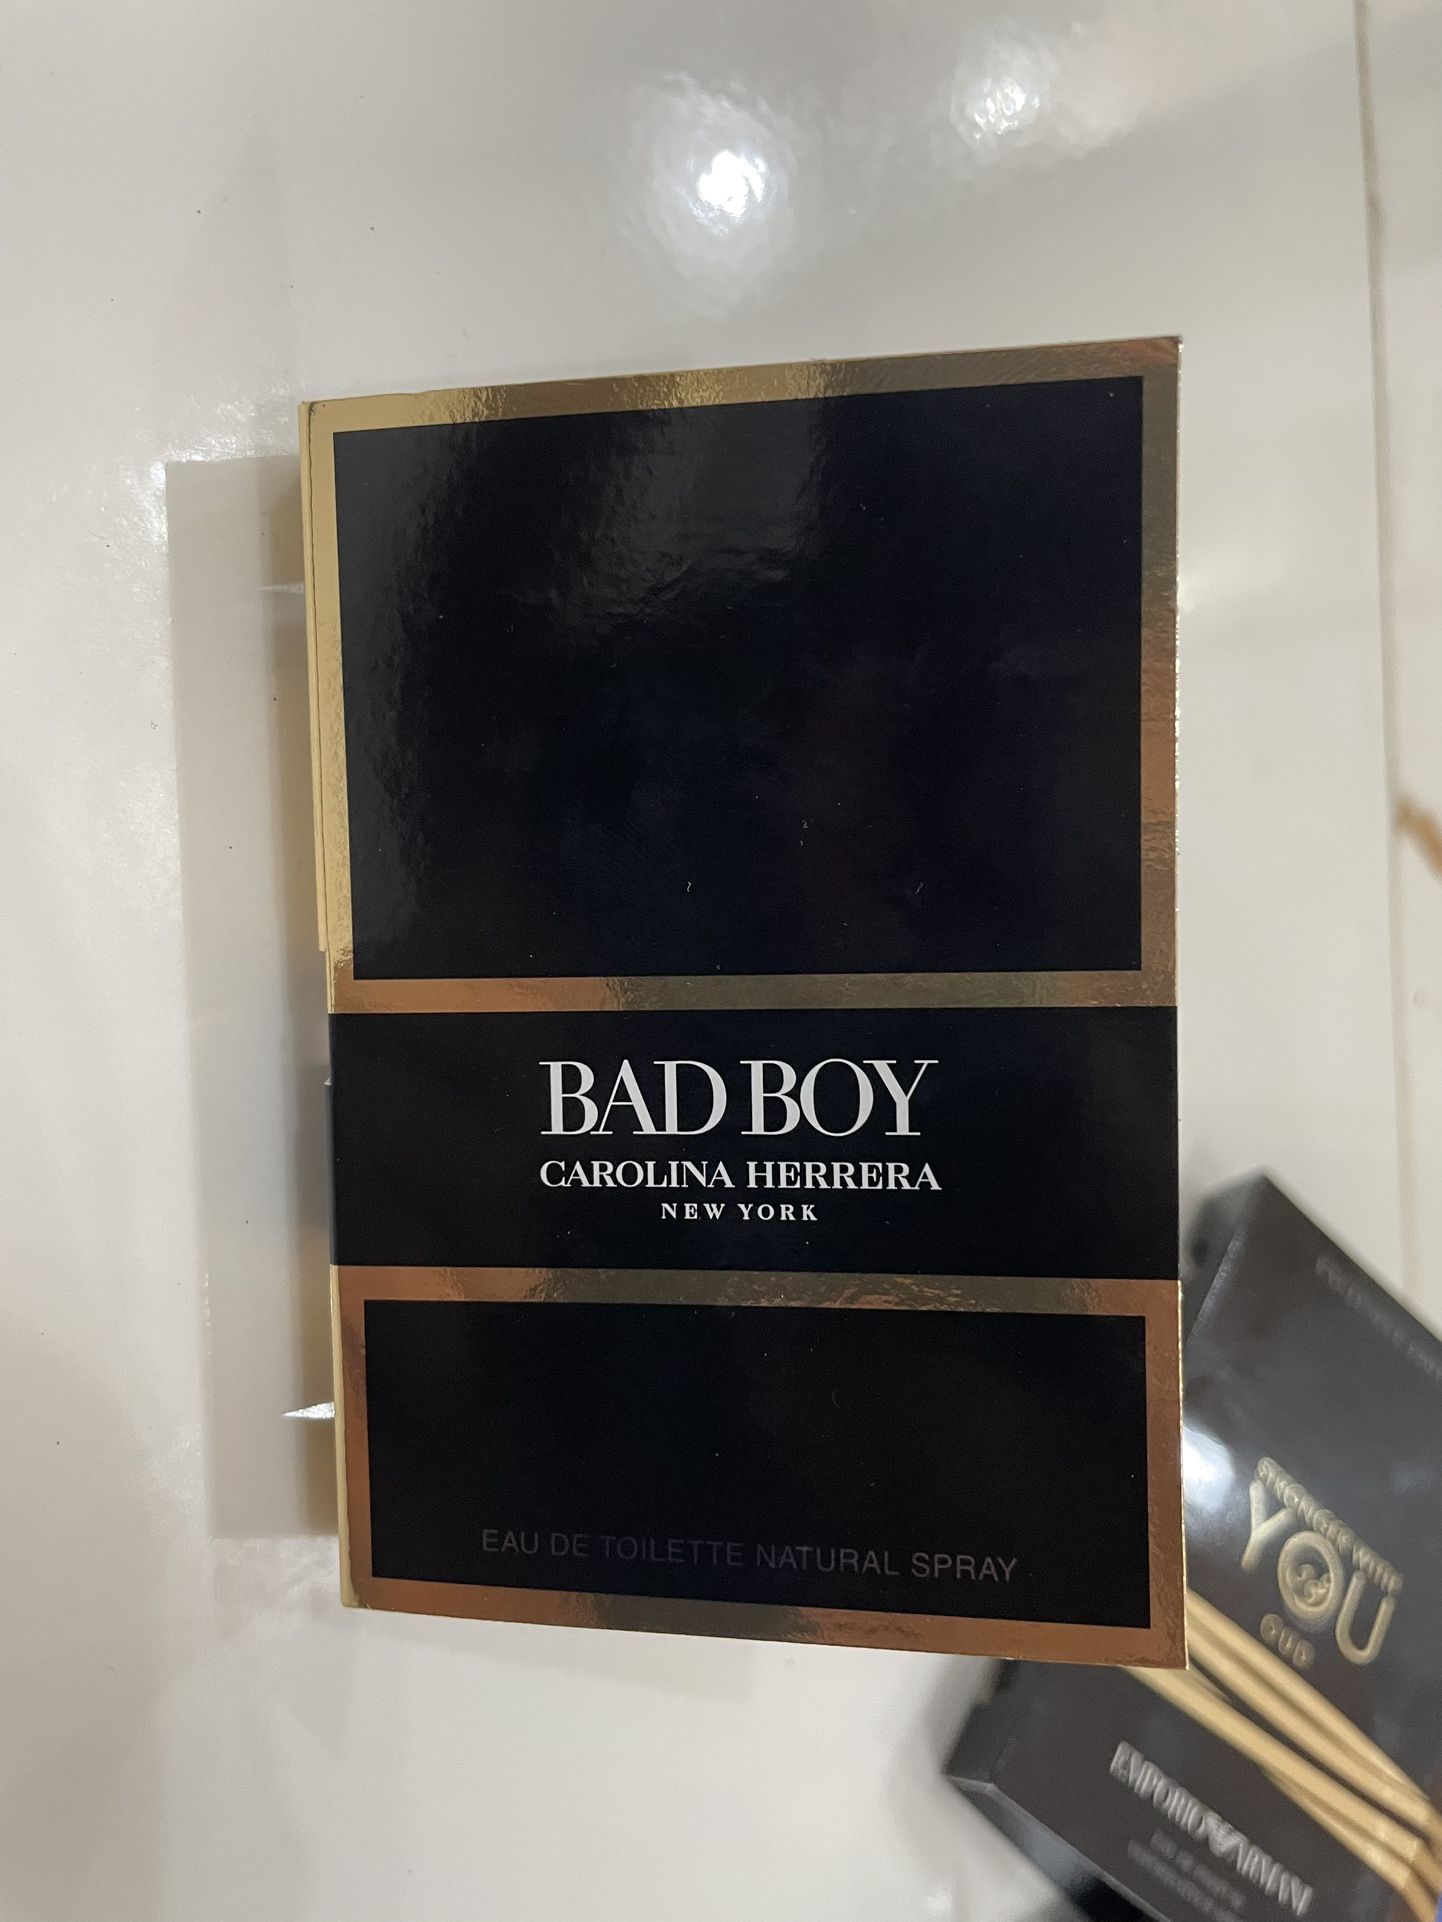 BAD BOY
CAROLINA HERRERA
NEW YORK
EAU DE TOILETTE NATURAL SPRAY
STRONGER WITH
YOU
OUD
EMPORIO ARMANI